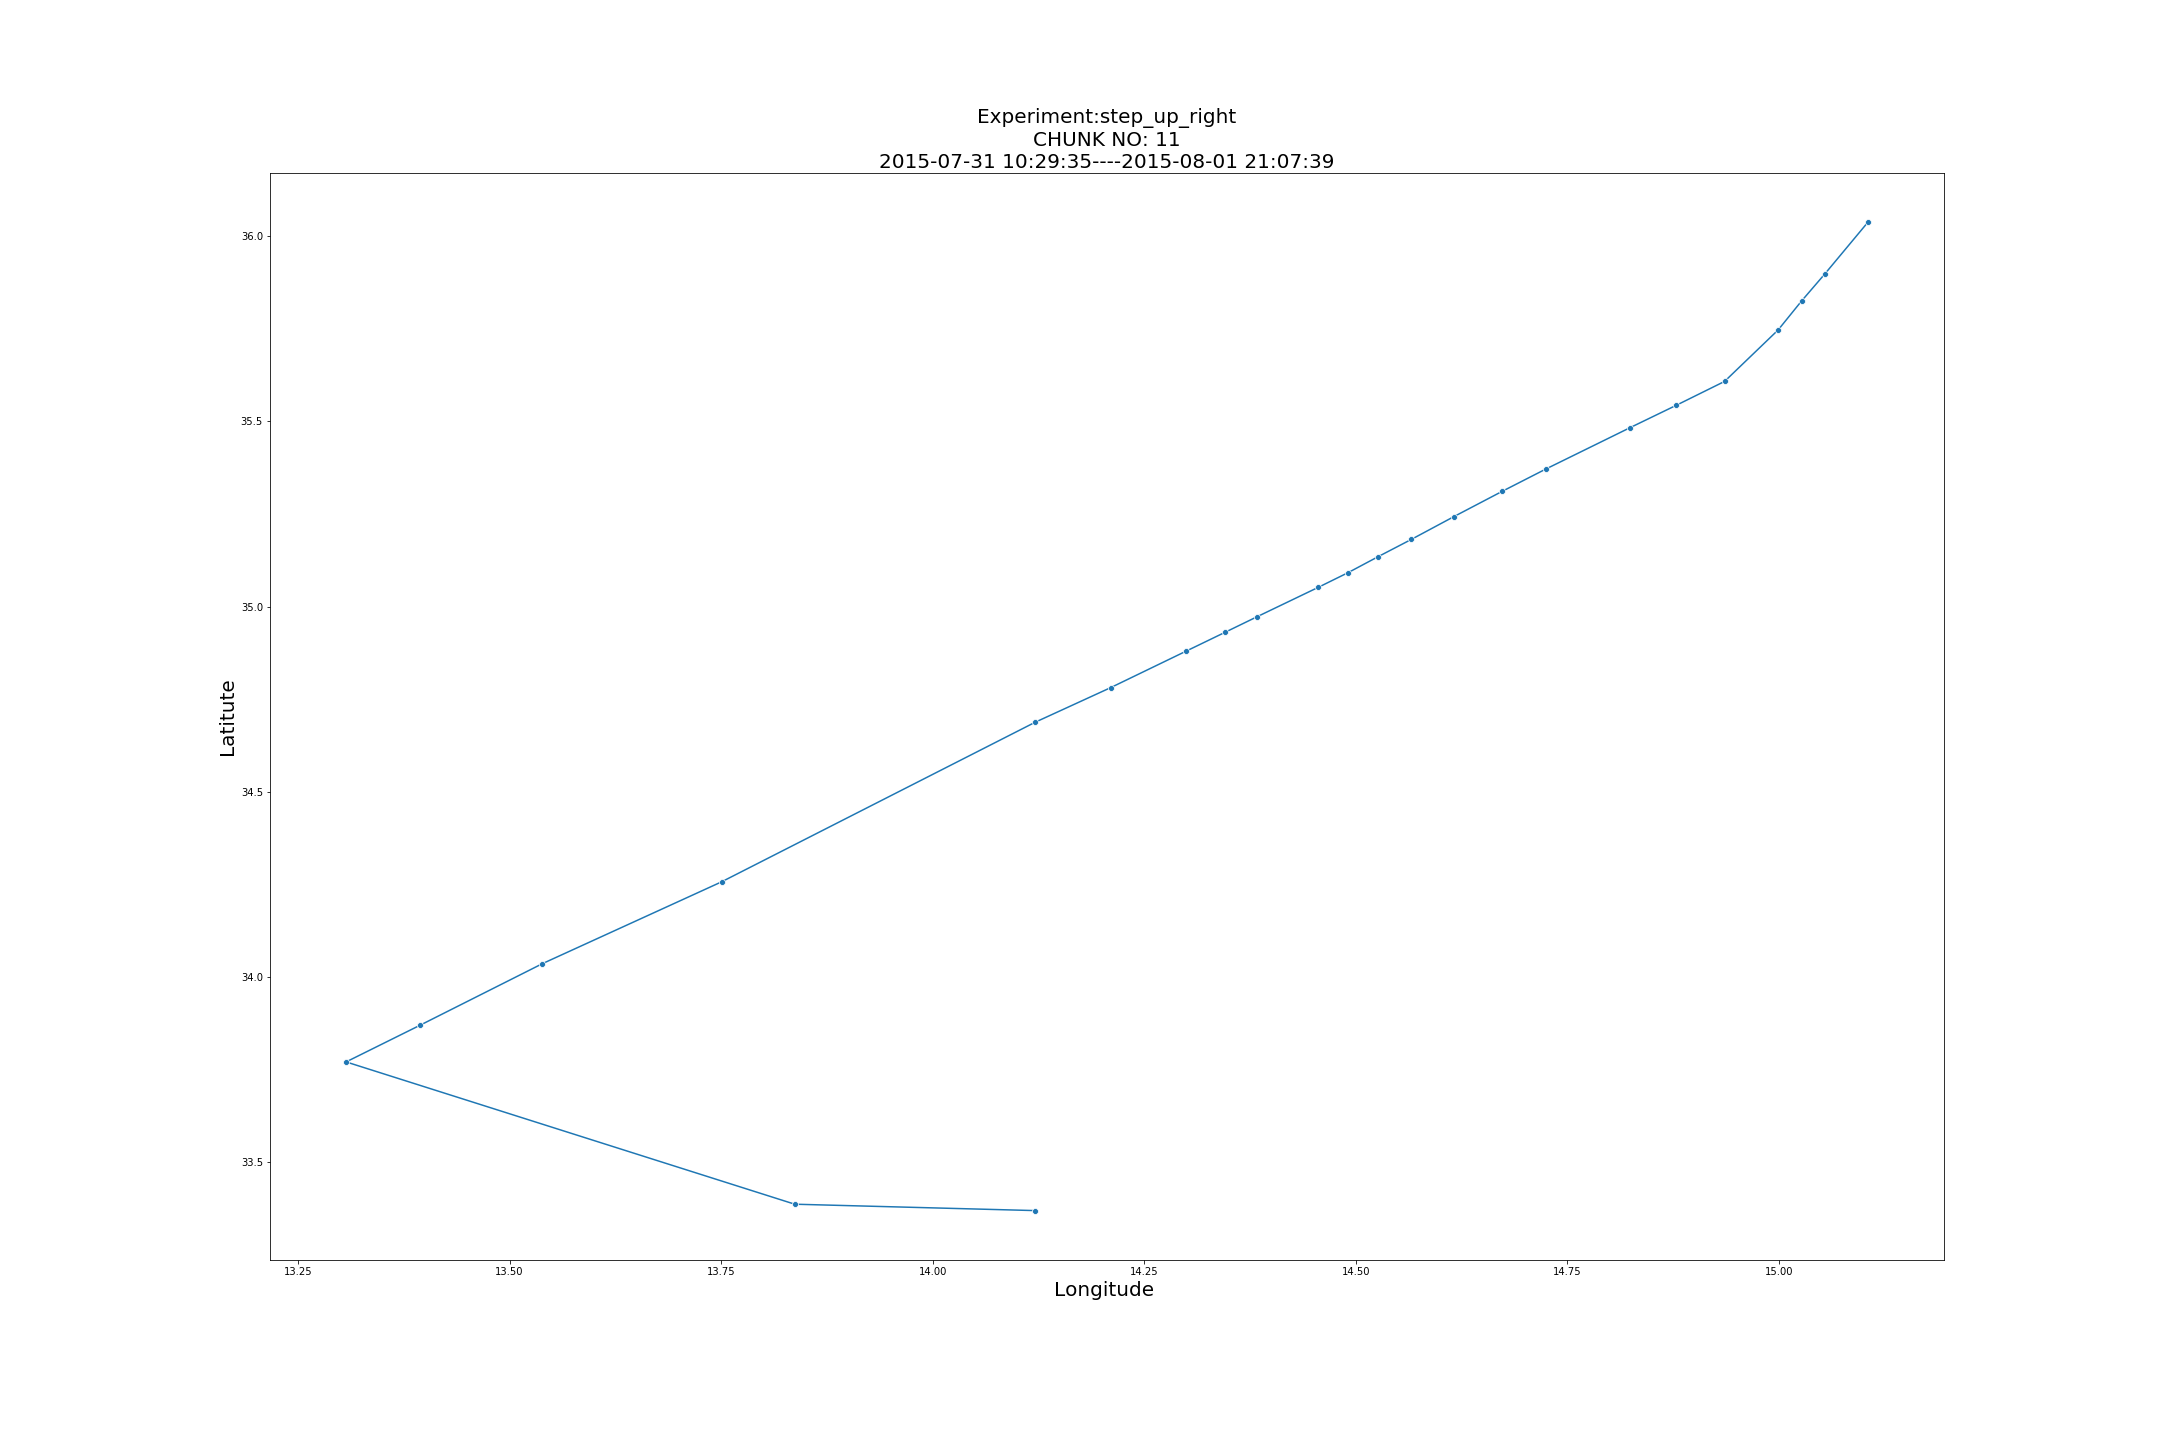 Experiment:step_up_right
CHUNK NO: 11
2015-07-31 10:29:35----2015-08-01 21:07:39
36.0
35.5
35.0
34.5
34.0
33.5
Latitute
13.25 13.50 13.75 14.00 14.25 14.50 14.75 15.00
Longitude